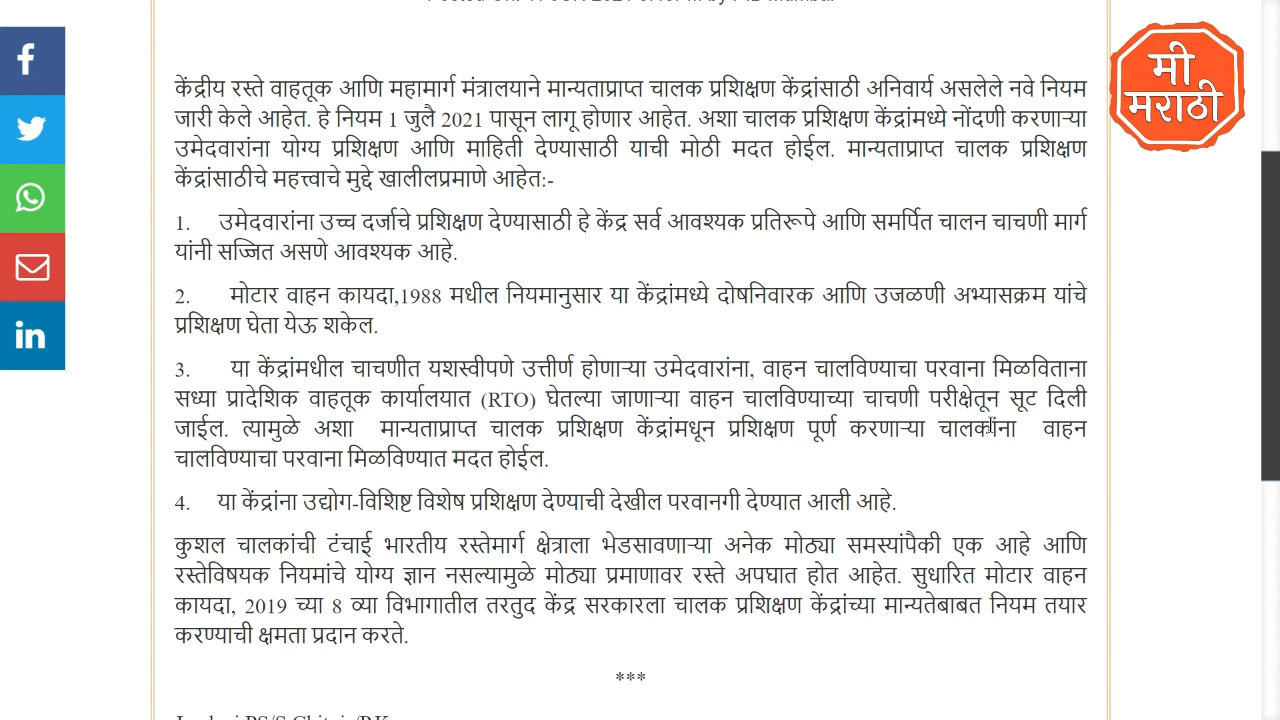 मी
मराठी
केंद्रीय रस्ते वाहतूक आणि महामार्ग मंत्रालयाने मान्यताप्राप्त चालक प्रशिक्षण केंद्रांसाठी अनिवार्य असलेले नवे नियम
जारी केले आहेत. हे नियम 1 जुलै 2021 पासून लागू होणार आहेत. अशा चालक प्रशिक्षण केंद्रांमध्ये नोंदणी करणाऱ्या
उमेदवारांना योग्य प्रशिक्षण आणि माहिती देण्यासाठी याची मोठी मदत होईल. मान्यताप्राप्त चालक प्रशिक्षण
केंद्रांसाठीचे महत्त्वाचे मुद्दे खालीलप्रमाणे आहेत:-
1. उमेदवारांना उच्च दर्जाचे प्रशिक्षण देण्यासाठी हे केंद्र सर्व आवश्यक प्रतिरूपे आणि समर्पित चालन चाचणी मार्ग
यांनी सज्जित असणे आवश्यक आहे.
2. मोटार वाहन कायदा,1988 मधील नियमानुसार या केंद्रांमध्ये दोषनिवारक आणि उजळणी अभ्यासक्रम यांचे
प्रशिक्षण घेता येऊ शकेल.
3. या केंद्रांमधील चाचणीत यशस्वीपणे उत्तीर्ण होणाऱ्या उमेदवारांना, वाहन चालविण्याचा परवाना मिळविताना
सध्या प्रादेशिक वाहतूक कार्यालयात (RTO) घेतल्या जाणाऱ्या वाहन चालविण्याच्या चाचणी परीक्षेतून सूट दिली
जाईल. त्यामुळे अशा मान्यताप्राप्त चालक प्रशिक्षण केंद्रांमधून प्रशिक्षण पूर्ण करणाऱ्या चालकांना वाहन
चालविण्याचा परवाना मिळविण्यात मदत होईल.
4. या केंद्रांना उद्योग-विशिष्ट विशेष प्रशिक्षण देण्याची देखील परवानगी देण्यात आली आहे.
कुशल चालकांची टंचाई भारतीय रस्तेमार्ग क्षेत्राला भेडसावणाऱ्या अनेक मोठ्या समस्यांपैकी एक आहे आणि
रस्तेविषयक नियमांचे योग्य ज्ञान नसल्यामुळे मोठ्या प्रमाणावर रस्ते अपघात होत आहेत. सुधारित मोटार वाहन
कायदा, 2019 च्या 8 व्या विभागातील तरतुद केंद्र सरकारला चालक प्रशिक्षण केंद्रांच्या मान्यतेबाबत नियम तयार
करण्याची क्षमता प्रदान करते.
***